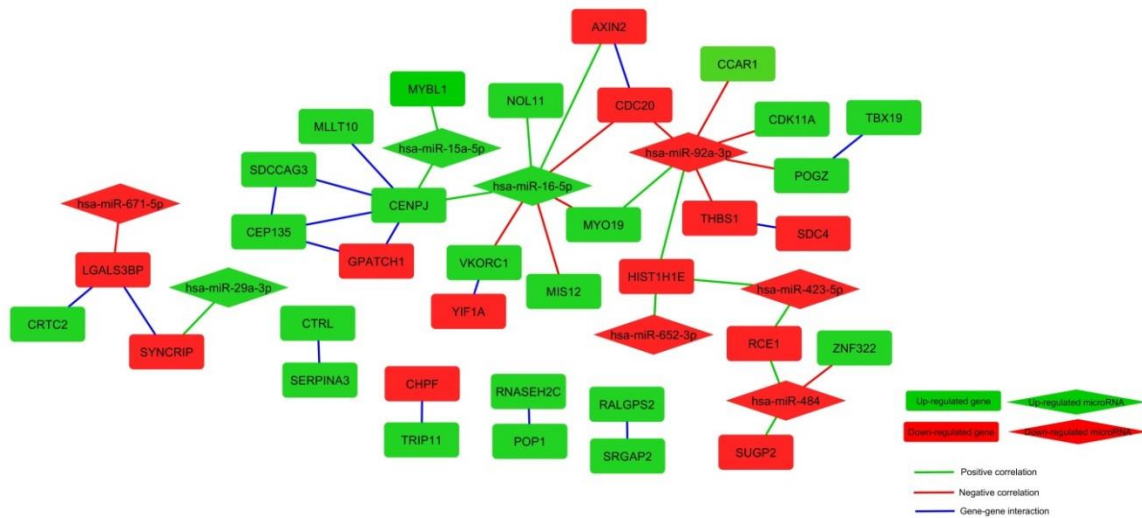 AXIN2
CCAR1
MYBL1
NOL11
CDC20
CDK11A
TBX19
MLLT10
hsa-miR-15a-5p
hsa-miR-92a-3p
SDCCAG3
POGZ
hsa-miR-16-5p
hsa-miR-671-5p
CENPJ
THBS1
CEP135
MYO19
SDC4
GPATCH1
VKORC1
LGALS3BP
HIST1H1E
hsa-miR-29a-3p
MIS12
hsa-miR-423-5p
YIF1A
CRTC2
CTRL
hsa-miR-652-3p
RCE1
ZNF322
SYNCRIP
SERPINA3
CHPF
RNASEH2C
RALGPS2
hsa-miR-484
Up-regulated gene
Up-regulated microRNA
TRIP11
POP1
SRGAP2
SUGP2
Down-regulated gene
Down-regulated microRNA
Positive correlation
Negative correlation
Gene-gene interaction